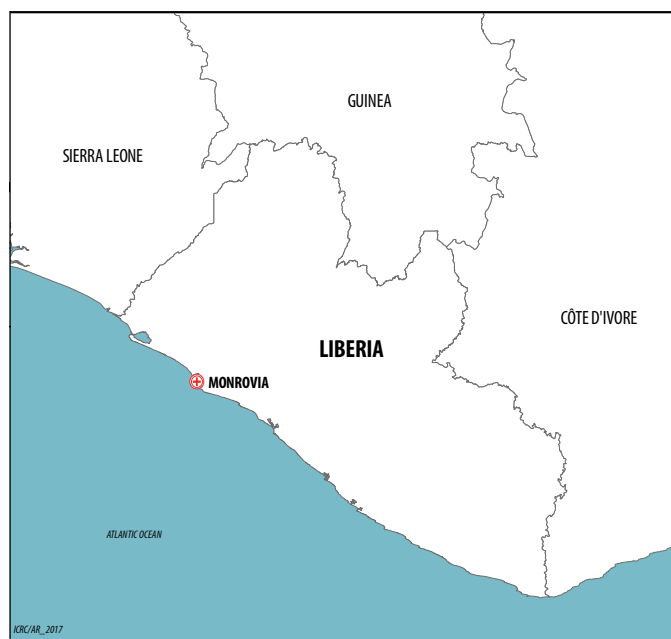 GUINEA
SIERRA LEONE
CÔTE D'IVORE
LIBERIA
MONROVIA
ATLANTIC OCEAN
ICRC/AR_2017